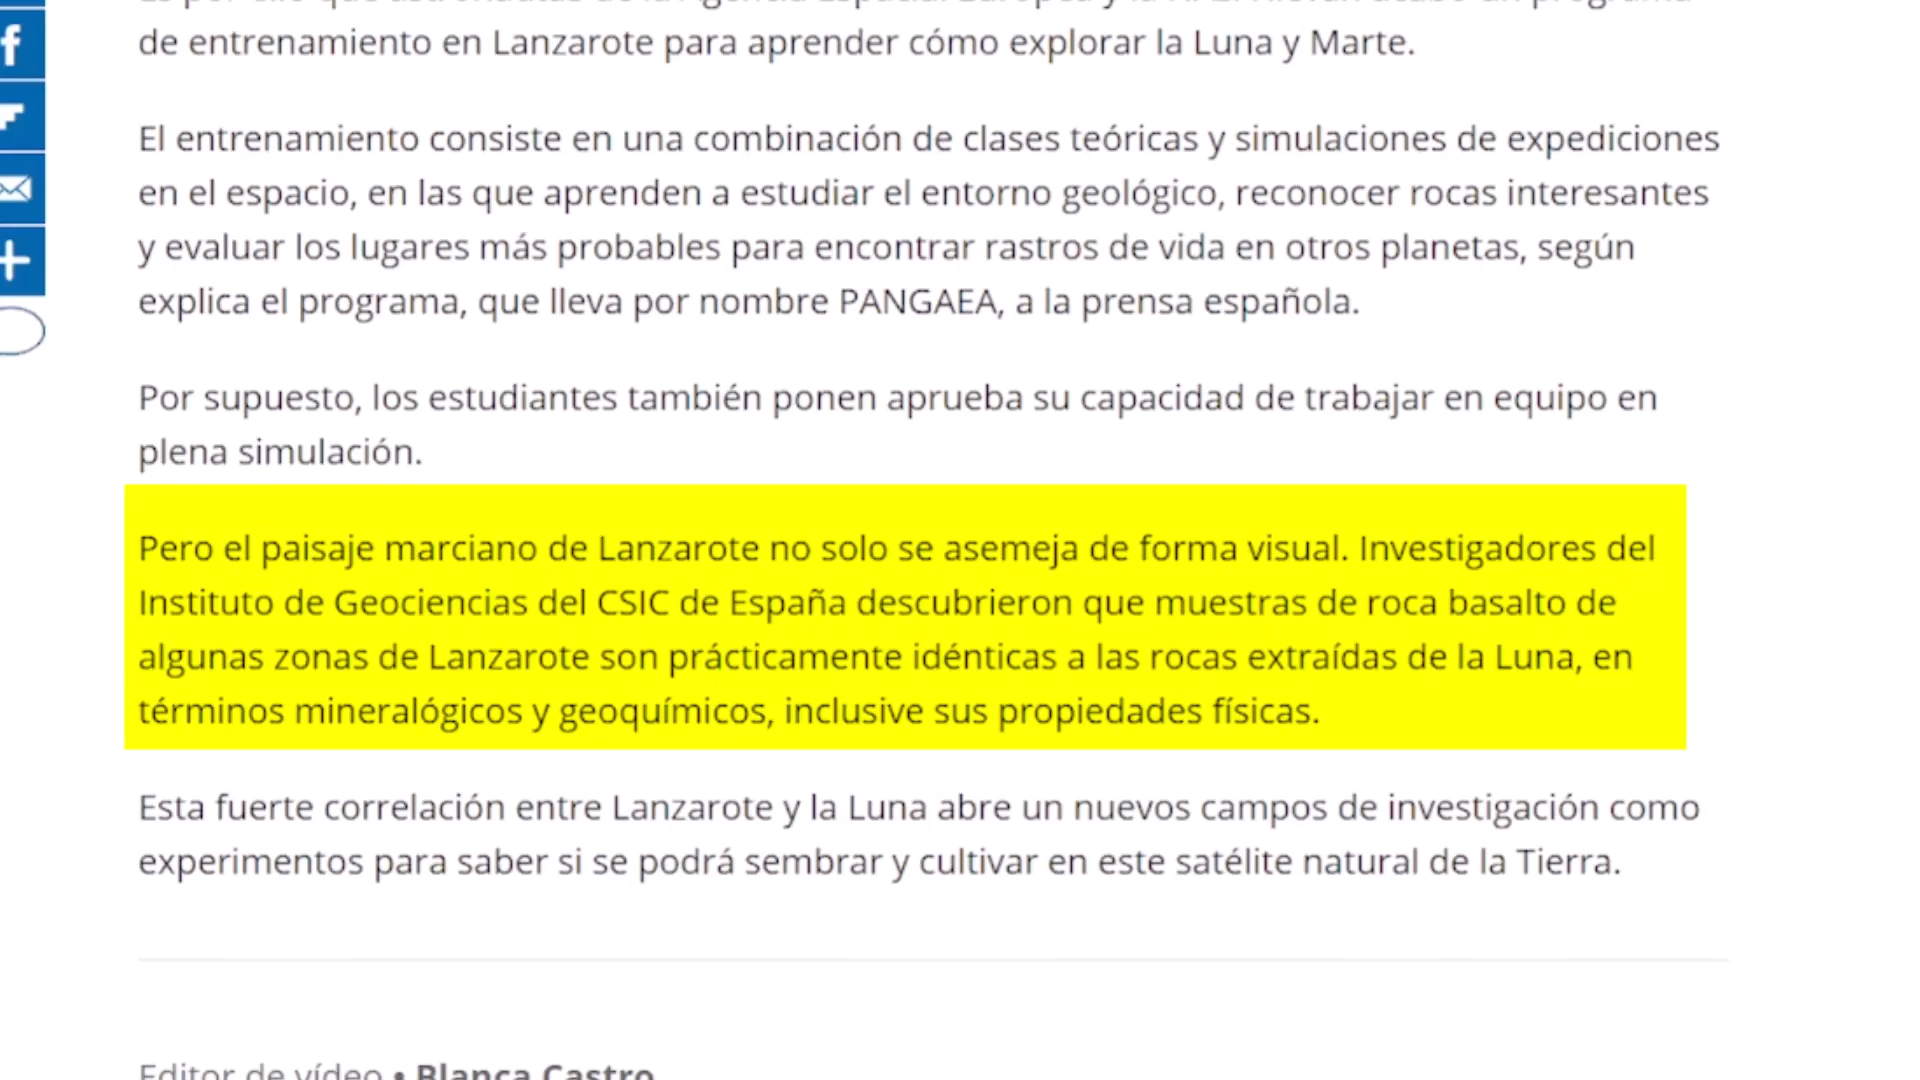 de entrenamiento en Lanzarote para aprender cómo explorar la Luna y Marte.
El entrenamiento consiste en una combinación de clases teóricas y simulaciones de expediciones
en el espacio, en las que aprenden a estudiar el entorno geológico, reconocer rocas interesantes
y evaluar los lugares más probables para encontrar rastros de vida en otros planetas, según
explica el programa, que lleva por nombre PANGAEA, a la prensa española.
Por supuesto, los estudiantes también ponen aprueba su capacidad de trabajar en equipo en
plena simulación.
Pero el paisaje marciano de Lanzarote no solo se asemeja de forma visual. Investigadores del
Instituto de Geociencias del CSIC de España descubrieron que muestras de roca basalto de
algunas zonas de Lanzarote son prácticamente idénticas a las rocas extraídas de la Luna, en
términos mineralógicos y geoquímicos, inclusive sus propiedades físicas.
Esta fuerte correlación entre Lanzarote y la Luna abre un nuevos campos de investigación como
experimentos para saber si se podrá sembrar y cultivar en este satélite natural de la Tierra.
Editor de vídeo • Blanca Castro